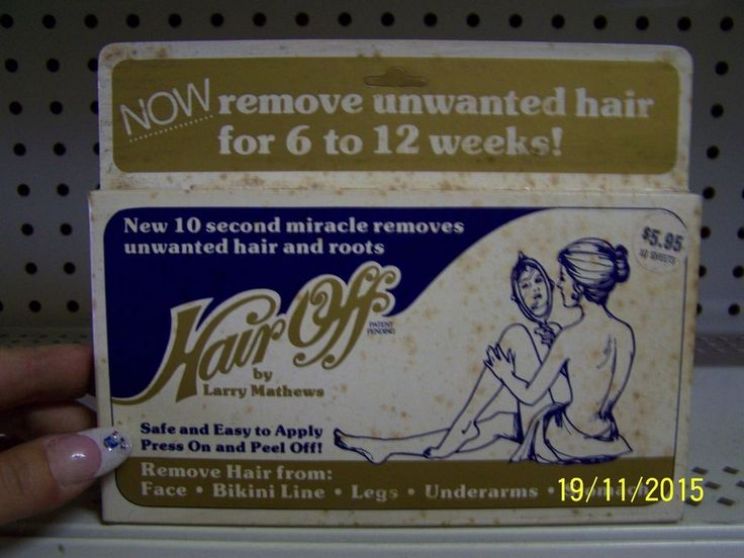 NOW remove unwanted hair
for 6 to 12 weeks!
New 10 second miracle removes
unwanted hair and roots
$5.95
Hair Off
PATENT
PENDING
by
Larry Mathews
Safe and Easy to Apply
Press On and Peel Off!
Remove Hair from:
Face • Bikini Line • Legs • Underarms •
19/11/2015